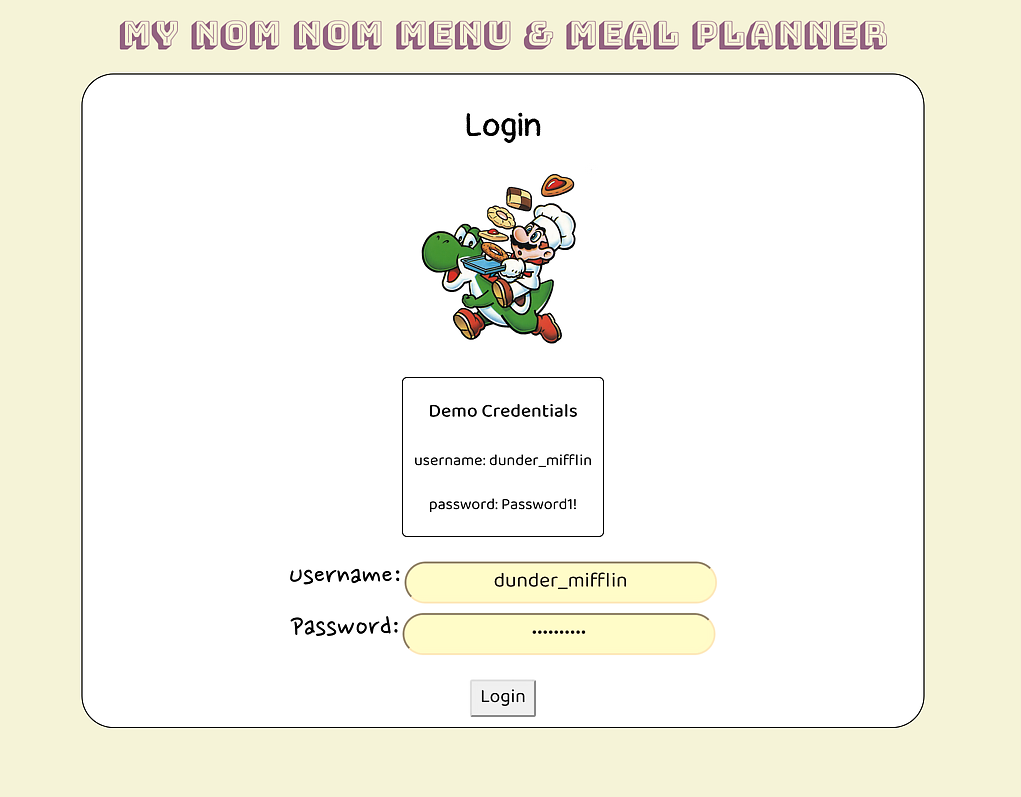 MY NOM NOM MENU & MEAL PLANNER
Login
Demo Credentials
username: dunder_mifflin
password: Password1!
Username: dunder_mifflin
Password: ••••••••••
Login